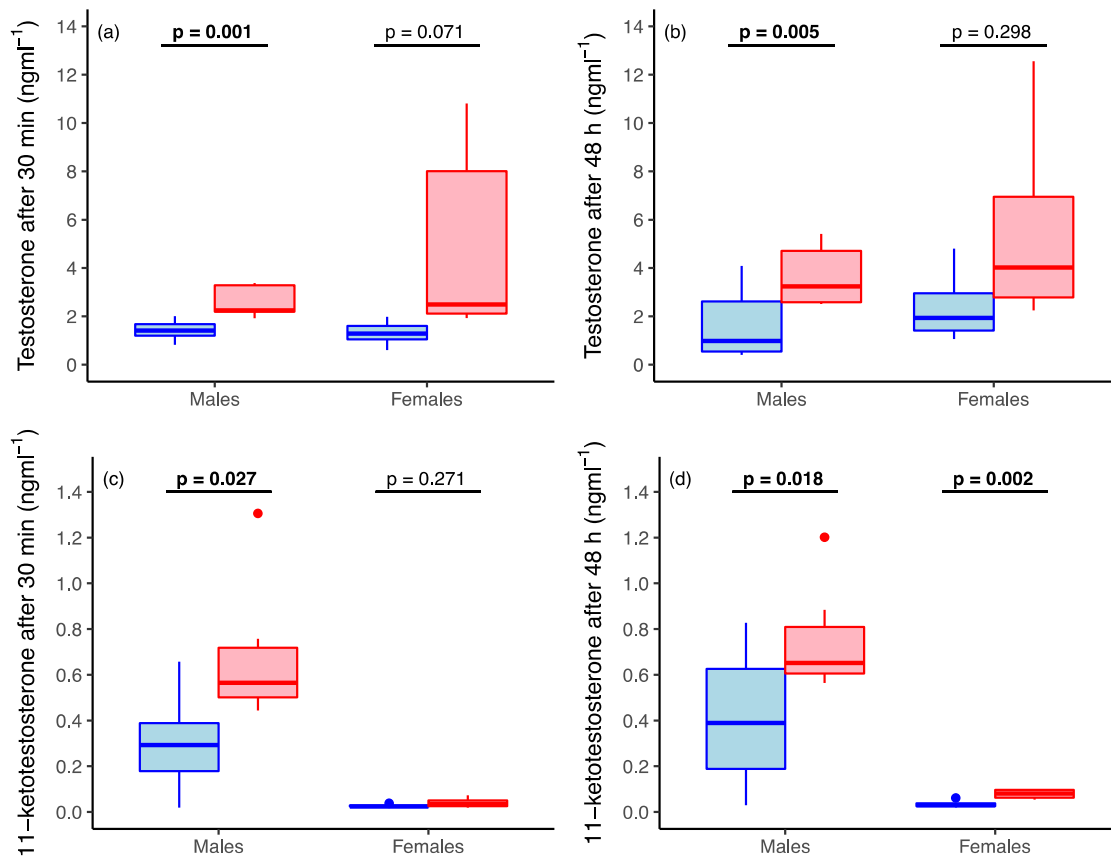 Testosterone after 30 min (ngml⁻¹)
(a)
p = 0.001
p = 0.071
14
12
10
8
6
4
2
0
Males
Females
Testosterone after 48 h (ngml⁻¹)
(b)
p = 0.005
p = 0.298
14
12
10
8
6
4
2
0
Males
Females
11−ketotestosterone after 30 min (ngml⁻¹)
(c)
p = 0.027
p = 0.271
1.4
1.2
1.0
0.8
0.6
0.4
0.2
0.0
Males
Females
11−ketotestosterone after 48 h (ngml⁻¹)
(d)
p = 0.018
p = 0.002
1.4
1.2
1.0
0.8
0.6
0.4
0.2
0.0
Males
Females